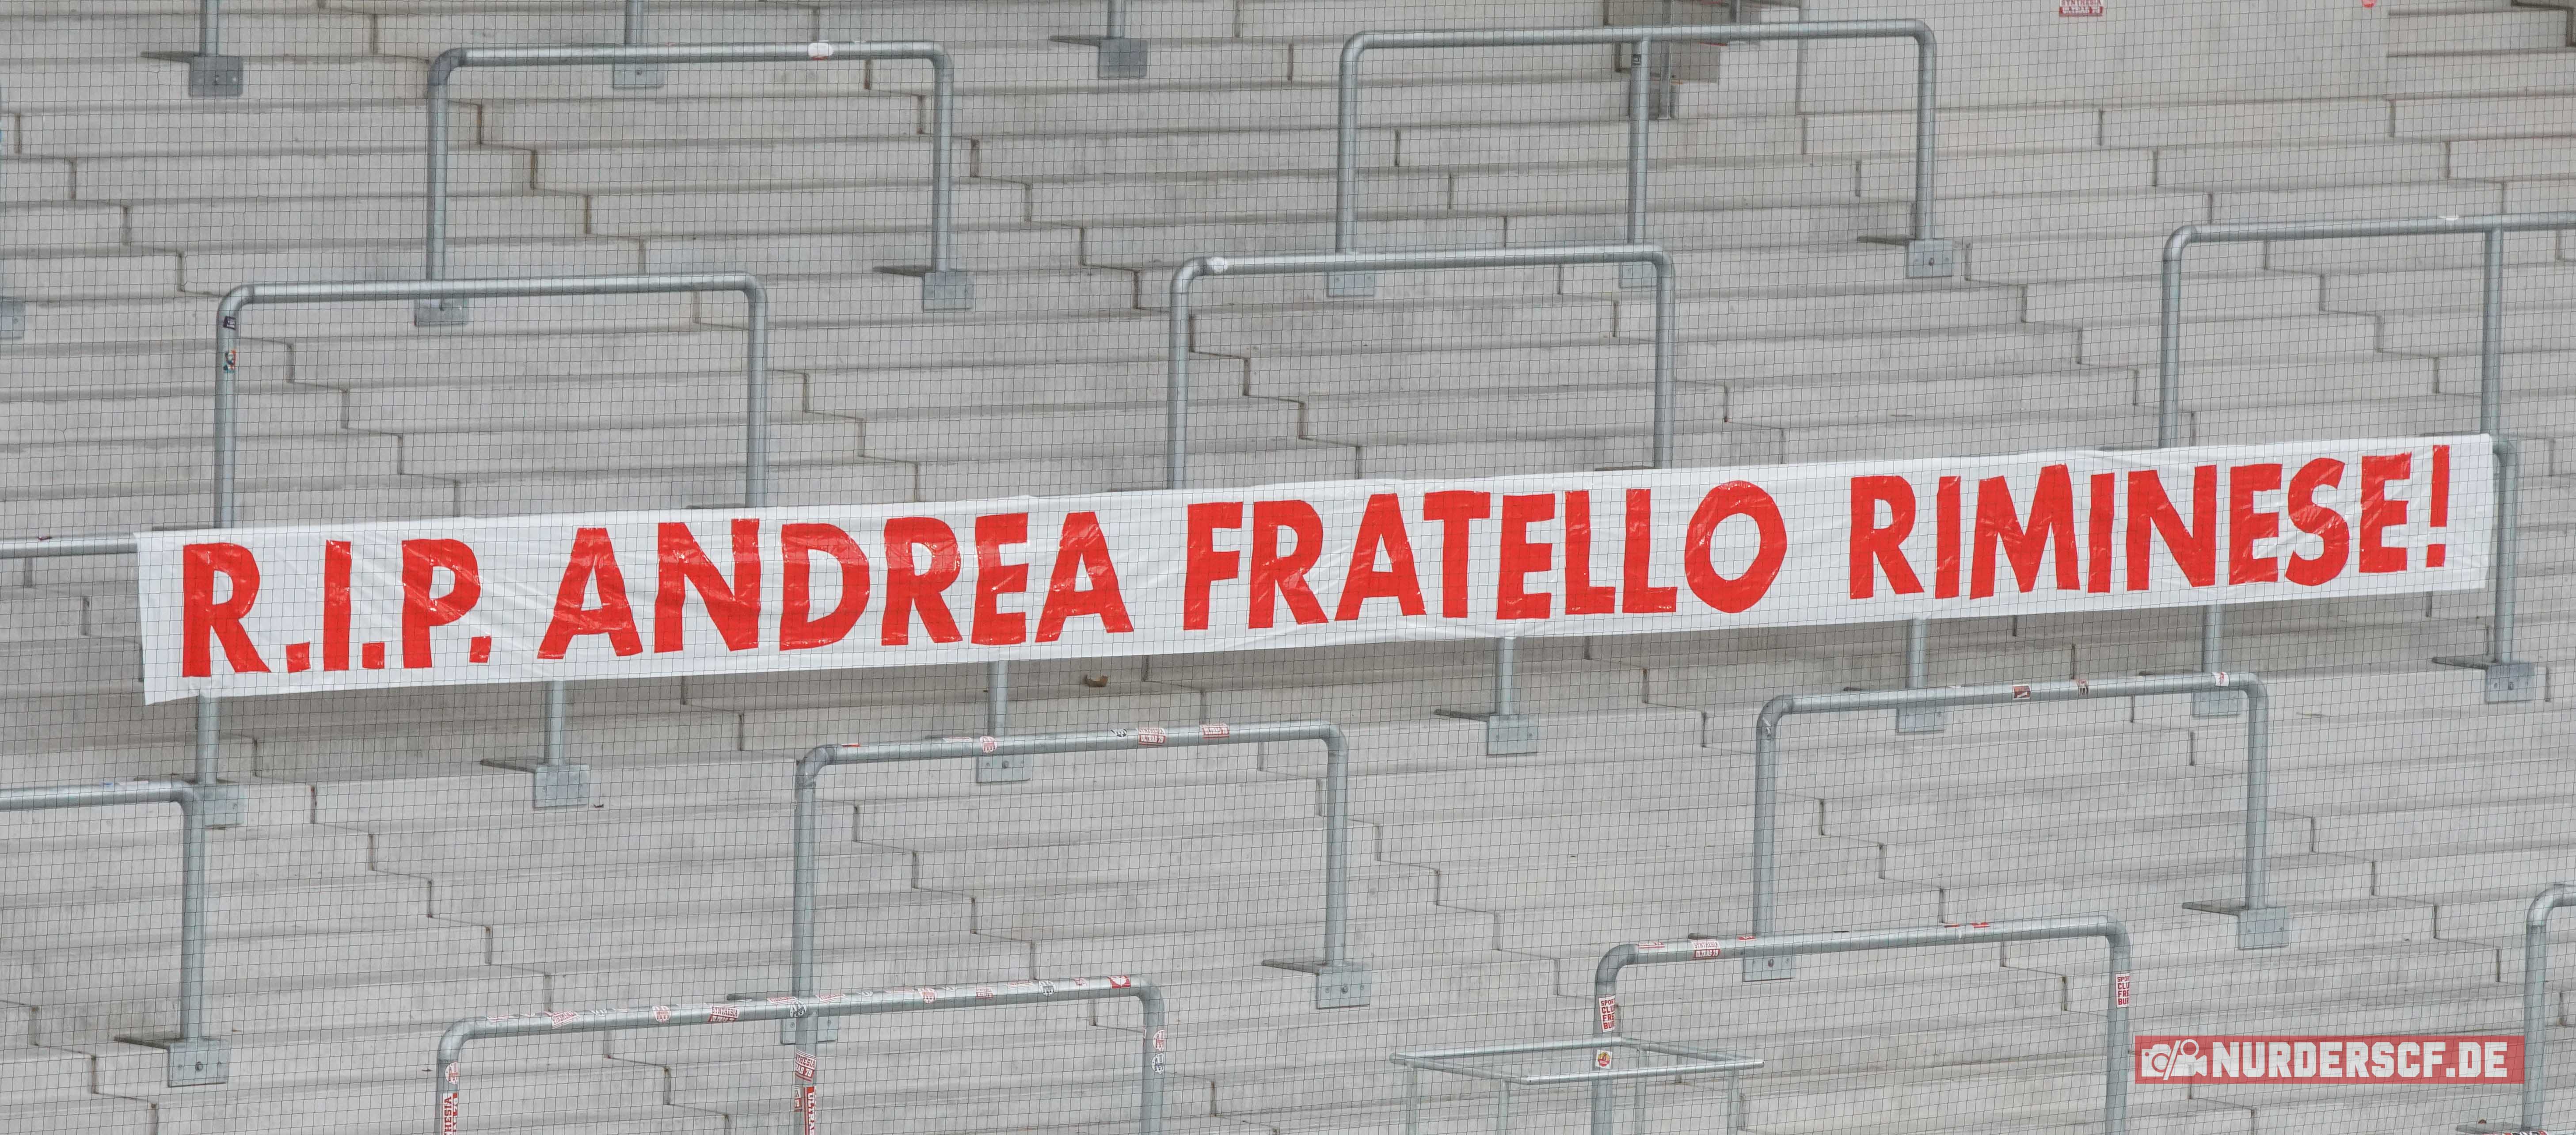 R.I.P. ANDREA FRATELLO RIMINESE!
NURDERSCF.DE